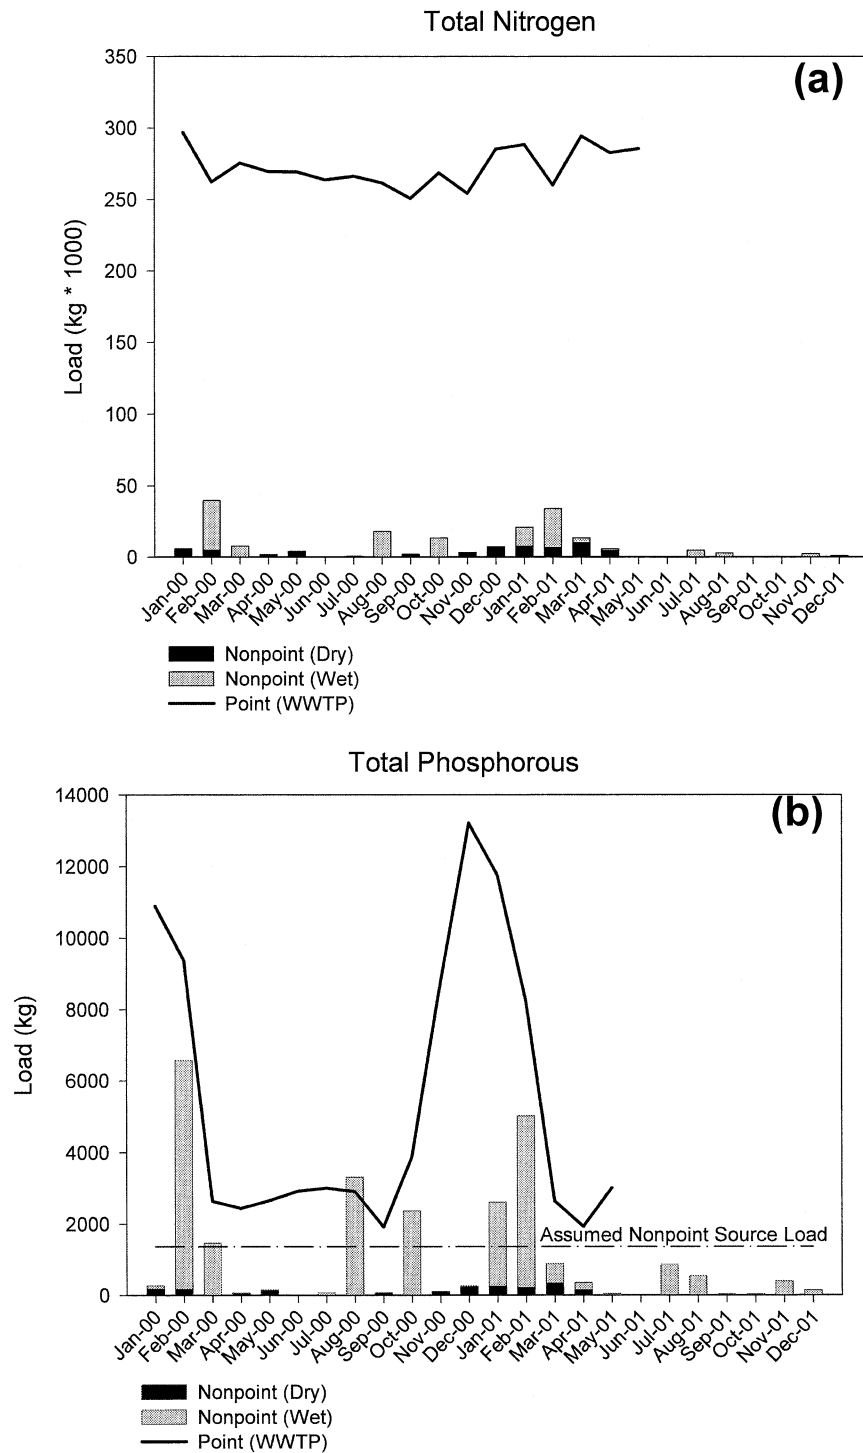 Total Nitrogen
(a)
350
300
250
200
150
100
50
0
Load (kg * 1000)
Jan-00
Feb-00
Mar-00
Apr-00
May-00
Jun-00
Jul-00
Aug-00
Sep-00
Oct-00
Nov-00
Dec-00
Jan-01
Feb-01
Mar-01
Apr-01
May-01
Jun-01
Jul-01
Aug-01
Sep-01
Oct-01
Nov-01
Dec-01
Nonpoint (Dry)
Nonpoint (Wet)
Point (WWTP)
Total Phosphorous
(b)
14000
12000
10000
8000
6000
4000
2000
0
Load (kg)
Assumed Nonpoint Source Load
Jan-00
Feb-00
Mar-00
Apr-00
May-00
Jun-00
Jul-00
Aug-00
Sep-00
Oct-00
Nov-00
Dec-00
Jan-01
Feb-01
Mar-01
Apr-01
May-01
Jun-01
Jul-01
Aug-01
Sep-01
Oct-01
Nov-01
Dec-01
Nonpoint (Dry)
Nonpoint (Wet)
Point (WWTP)